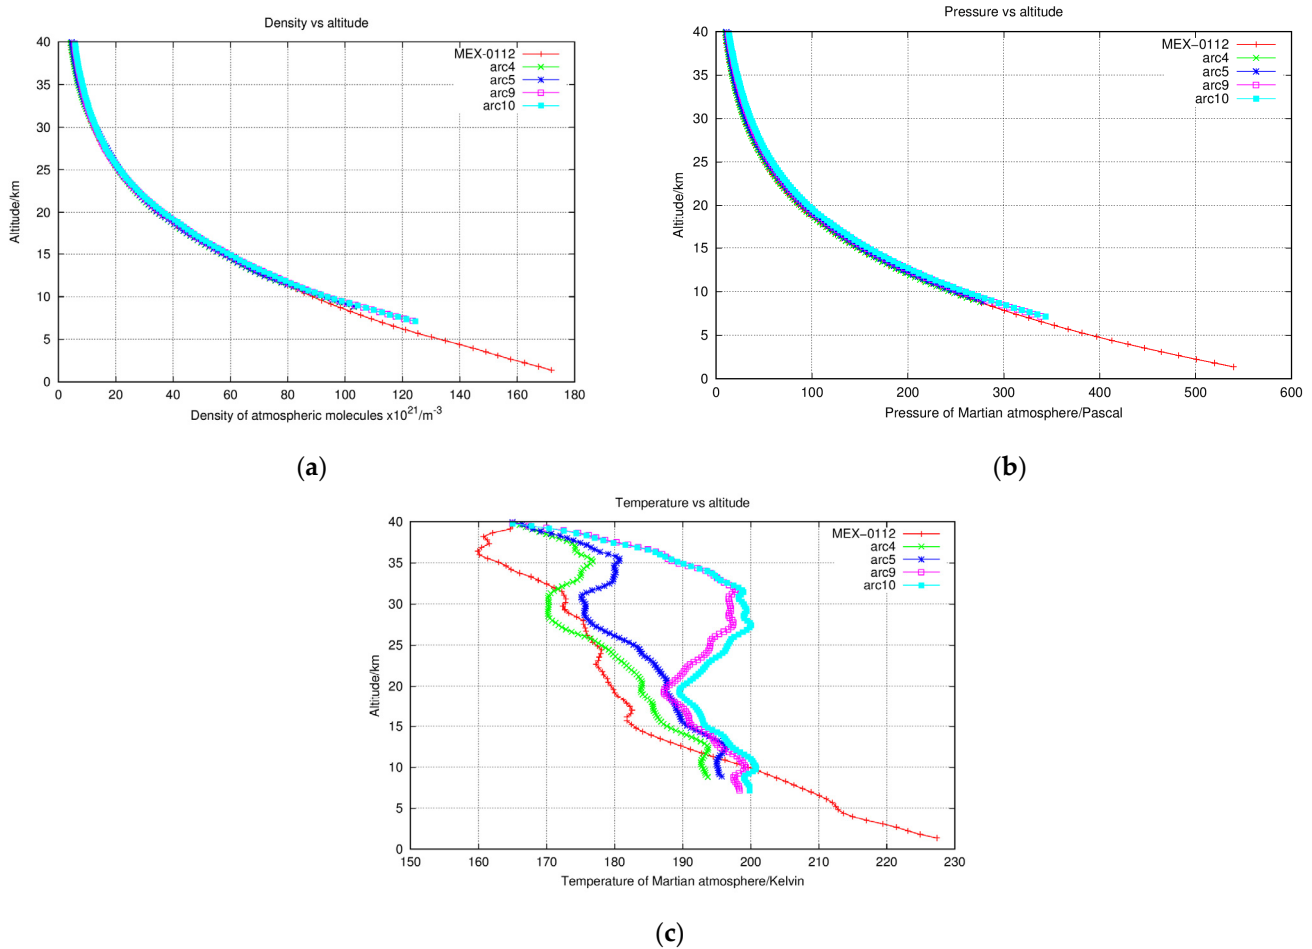 Density vs altitude
40
35
30
25
20
15
10
5
0
Altitude/km
MEX-0112
arc4
arc5
arc9
arc10
0 20 40 60 80 100 120 140 160 180
Density of atmospheric molecules x10^21/m^-3
(a)
Pressure vs altitude
40
35
30
25
20
15
10
5
0
Altitude/km
MEX-0112
arc4
arc5
arc9
arc10
0 100 200 300 400 500 600
Pressure of Martian atmosphere/Pascal
(b)
Temperature vs altitude
40
35
30
25
20
15
10
5
0
Altitude/km
MEX-0112
arc4
arc5
arc9
arc10
150 160 170 180 190 200 210 220 230
Temperature of Martian atmosphere/Kelvin
(c)